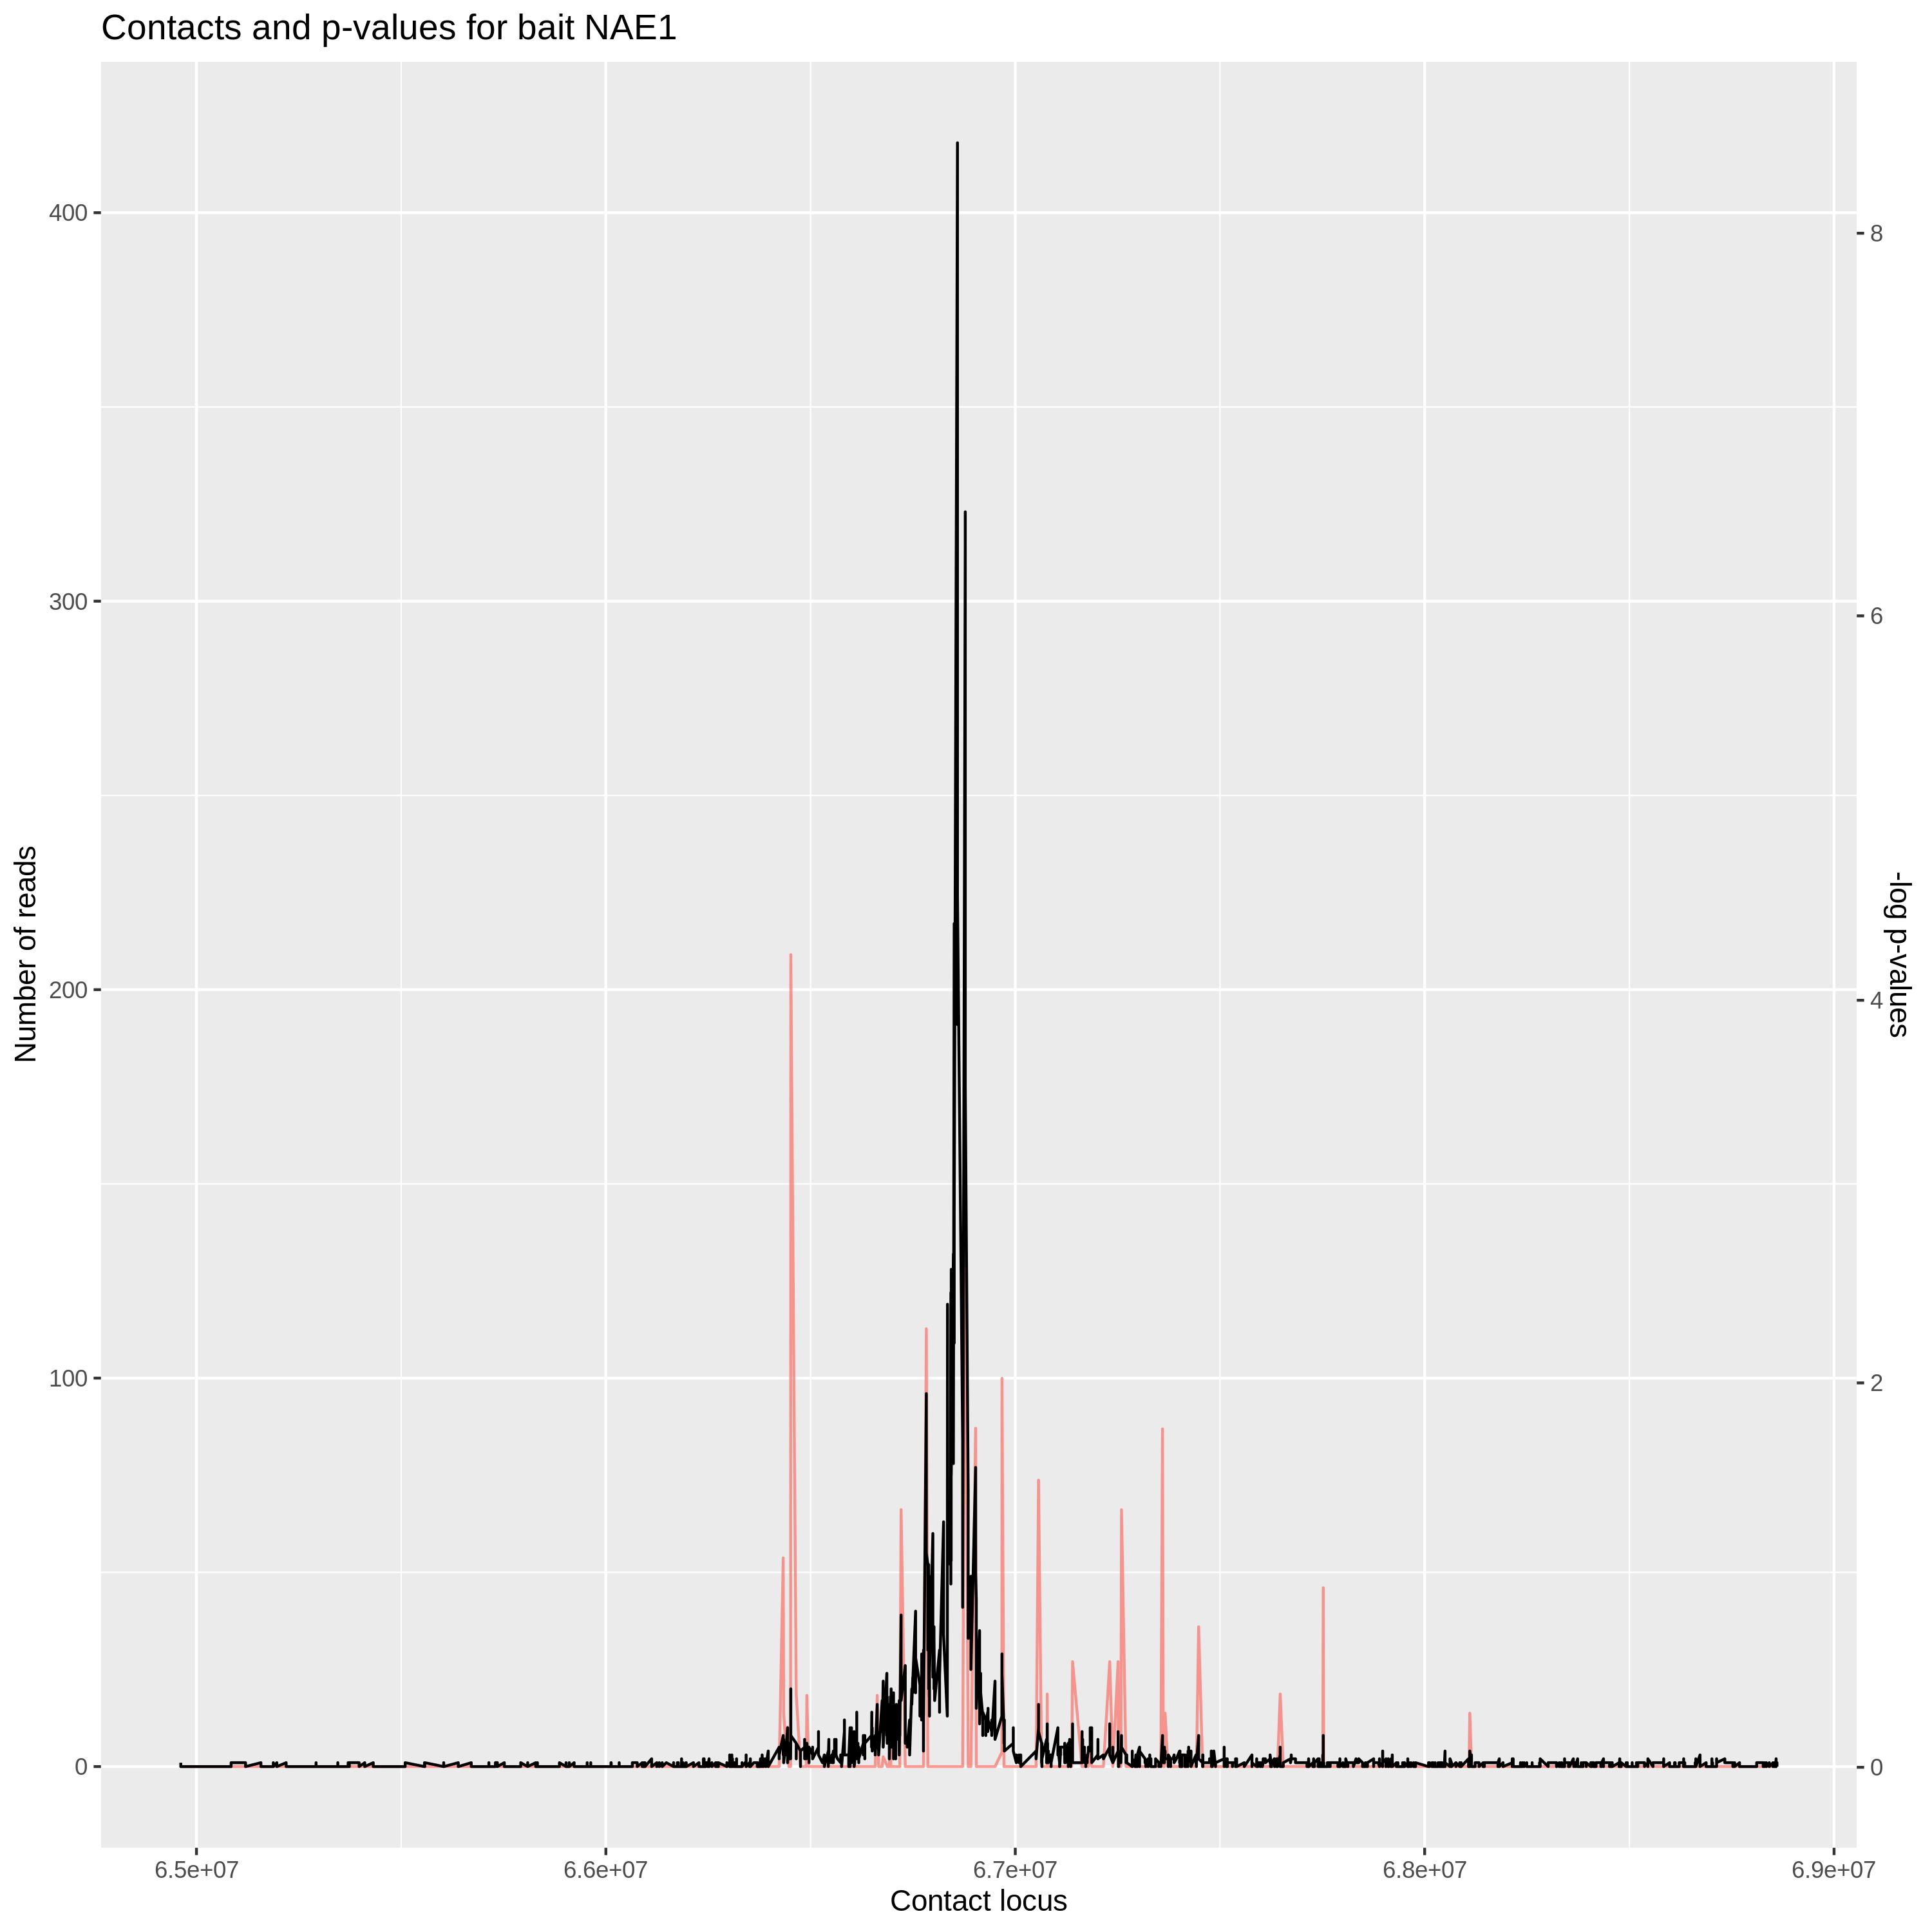 Contacts and p-values for bait NAE1
400
300
200
100
0
Number of reads
8
6
4
2
0
-log p-values
6.5e+07
6.6e+07
6.7e+07
6.8e+07
6.9e+07
Contact locus